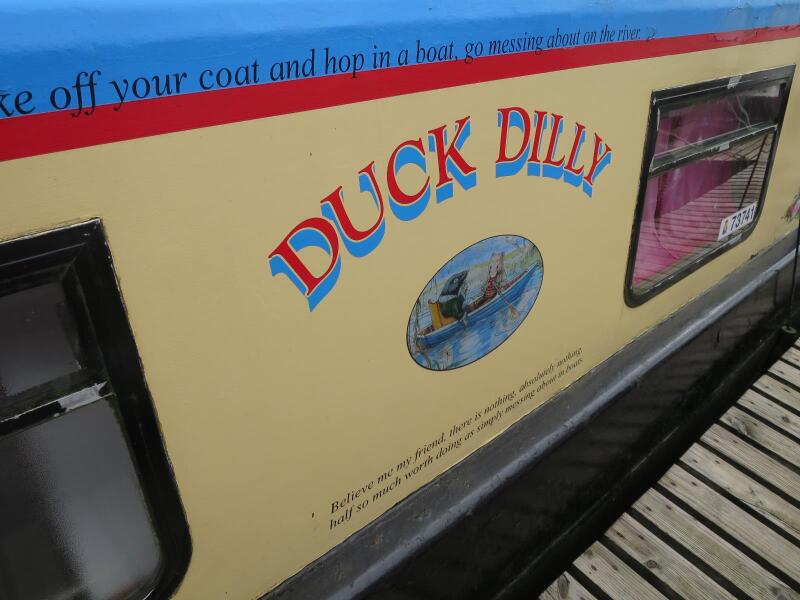 off your coat and hop in a boat, go messing about on the river.
DUCK DILLY
73741
Believe me my friend, there is nothing, absolutely nothing,
half so much worth doing as simply messing about in boats.